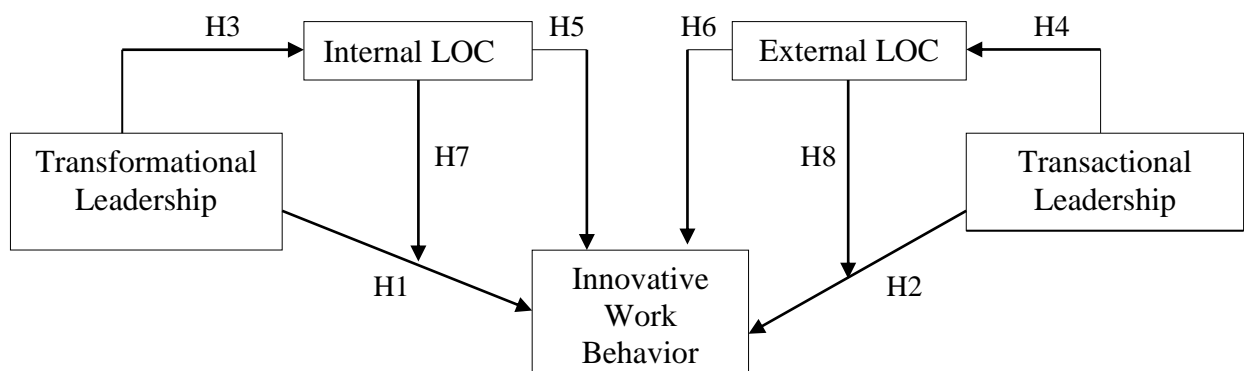 H3
H5
H6
H4
Internal LOC
External LOC
H7
H8
Transformational
Leadership
Transactional
Leadership
H1
H2
Innovative
Work
Behavior